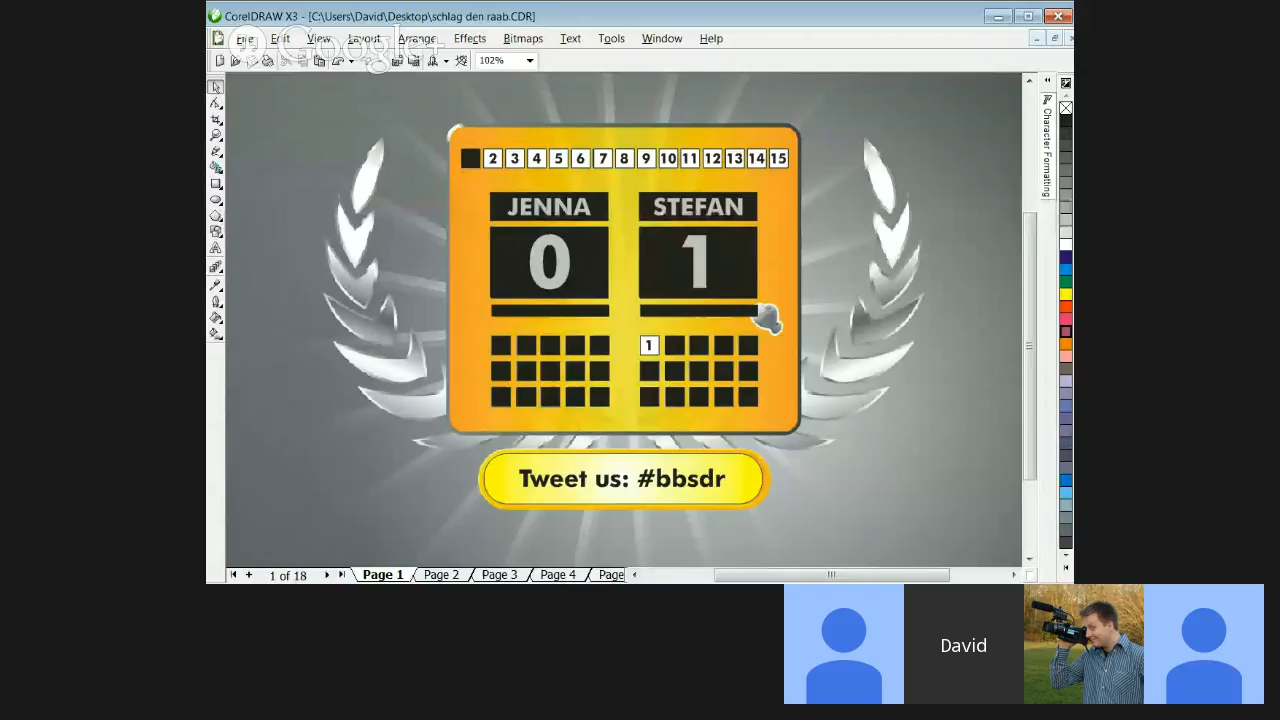 CorelDRAW X3 - [C:\Users\David\Desktop\schlag den raab.CDR]
File Edit View Layout Arrange Effects Bitmaps Text Tools Window Help
Google+
102%
Character Formatting
2 3 4 5 6 7 8 9 10 11 12 13 14 15
JENNA STEFAN
0 1
1
Tweet us: #bbsdr
1 of 18 Page 1 Page 2 Page 3 Page 4 Page
David